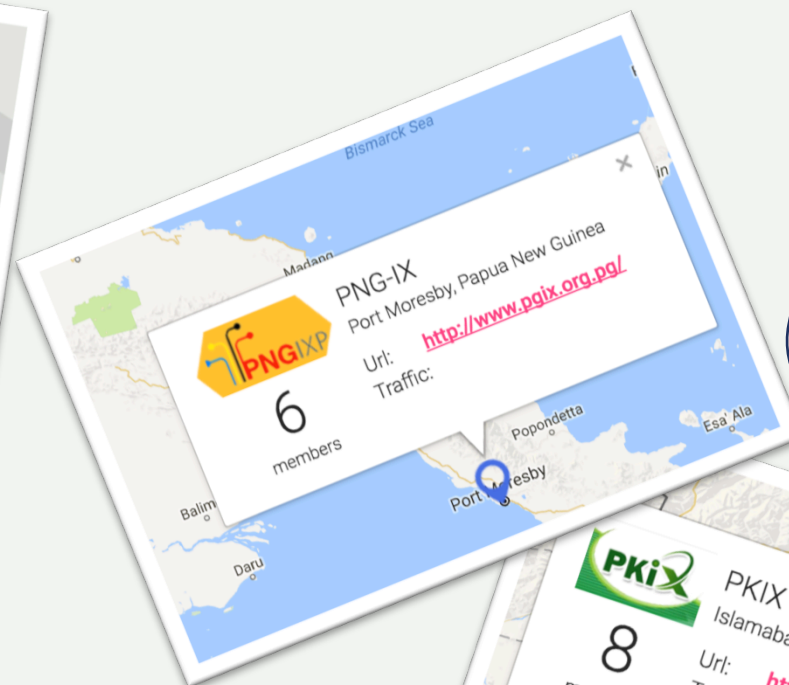 Bismarck Sea
Madang
PNG-IX
Port Moresby, Papua New Guinea
Url: http://www.pgix.org.pg/
Traffic:
PNGIXP
6
members
Popondetta
Esa'Ala
Port Moresby
Balim
Daru
PKiX
PKIX
8
Url: